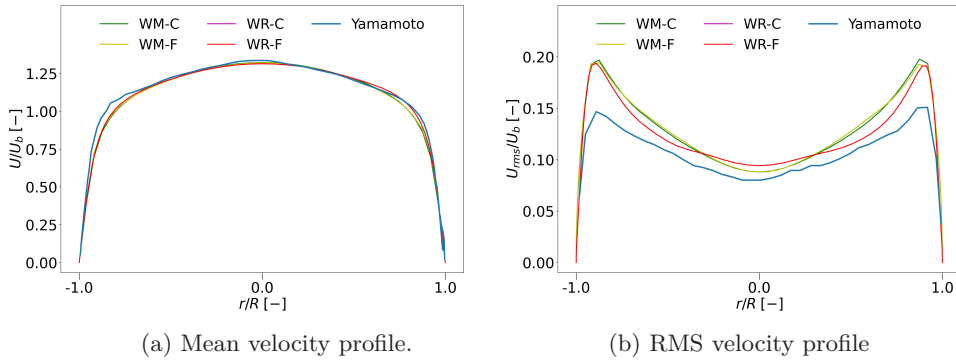 WM-C WR-C Yamamoto
WM-F WR-F
1.25
1.00
0.75
0.50
0.25
0.00
U/U_b [−]
-1.0 0.0 1.0
r/R [−]
(a) Mean velocity profile.
WM-C WR-C Yamamoto
WM-F WR-F
0.20
0.15
0.10
0.05
0.00
U_rms/U_b [−]
-1.0 0.0 1.0
r/R [−]
(b) RMS velocity profile